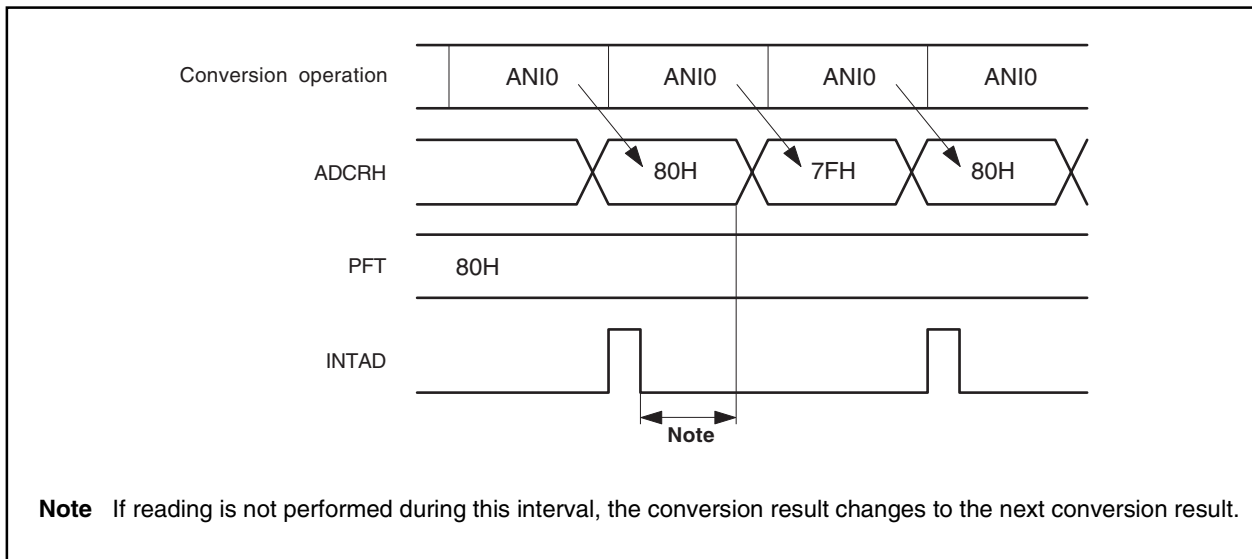 Conversion operation ANI0 ANI0 ANI0 ANI0
ADCRH 80H 7FH 80H
PFT 80H
INTAD
Note
Note If reading is not performed during this interval, the conversion result changes to the next conversion result.